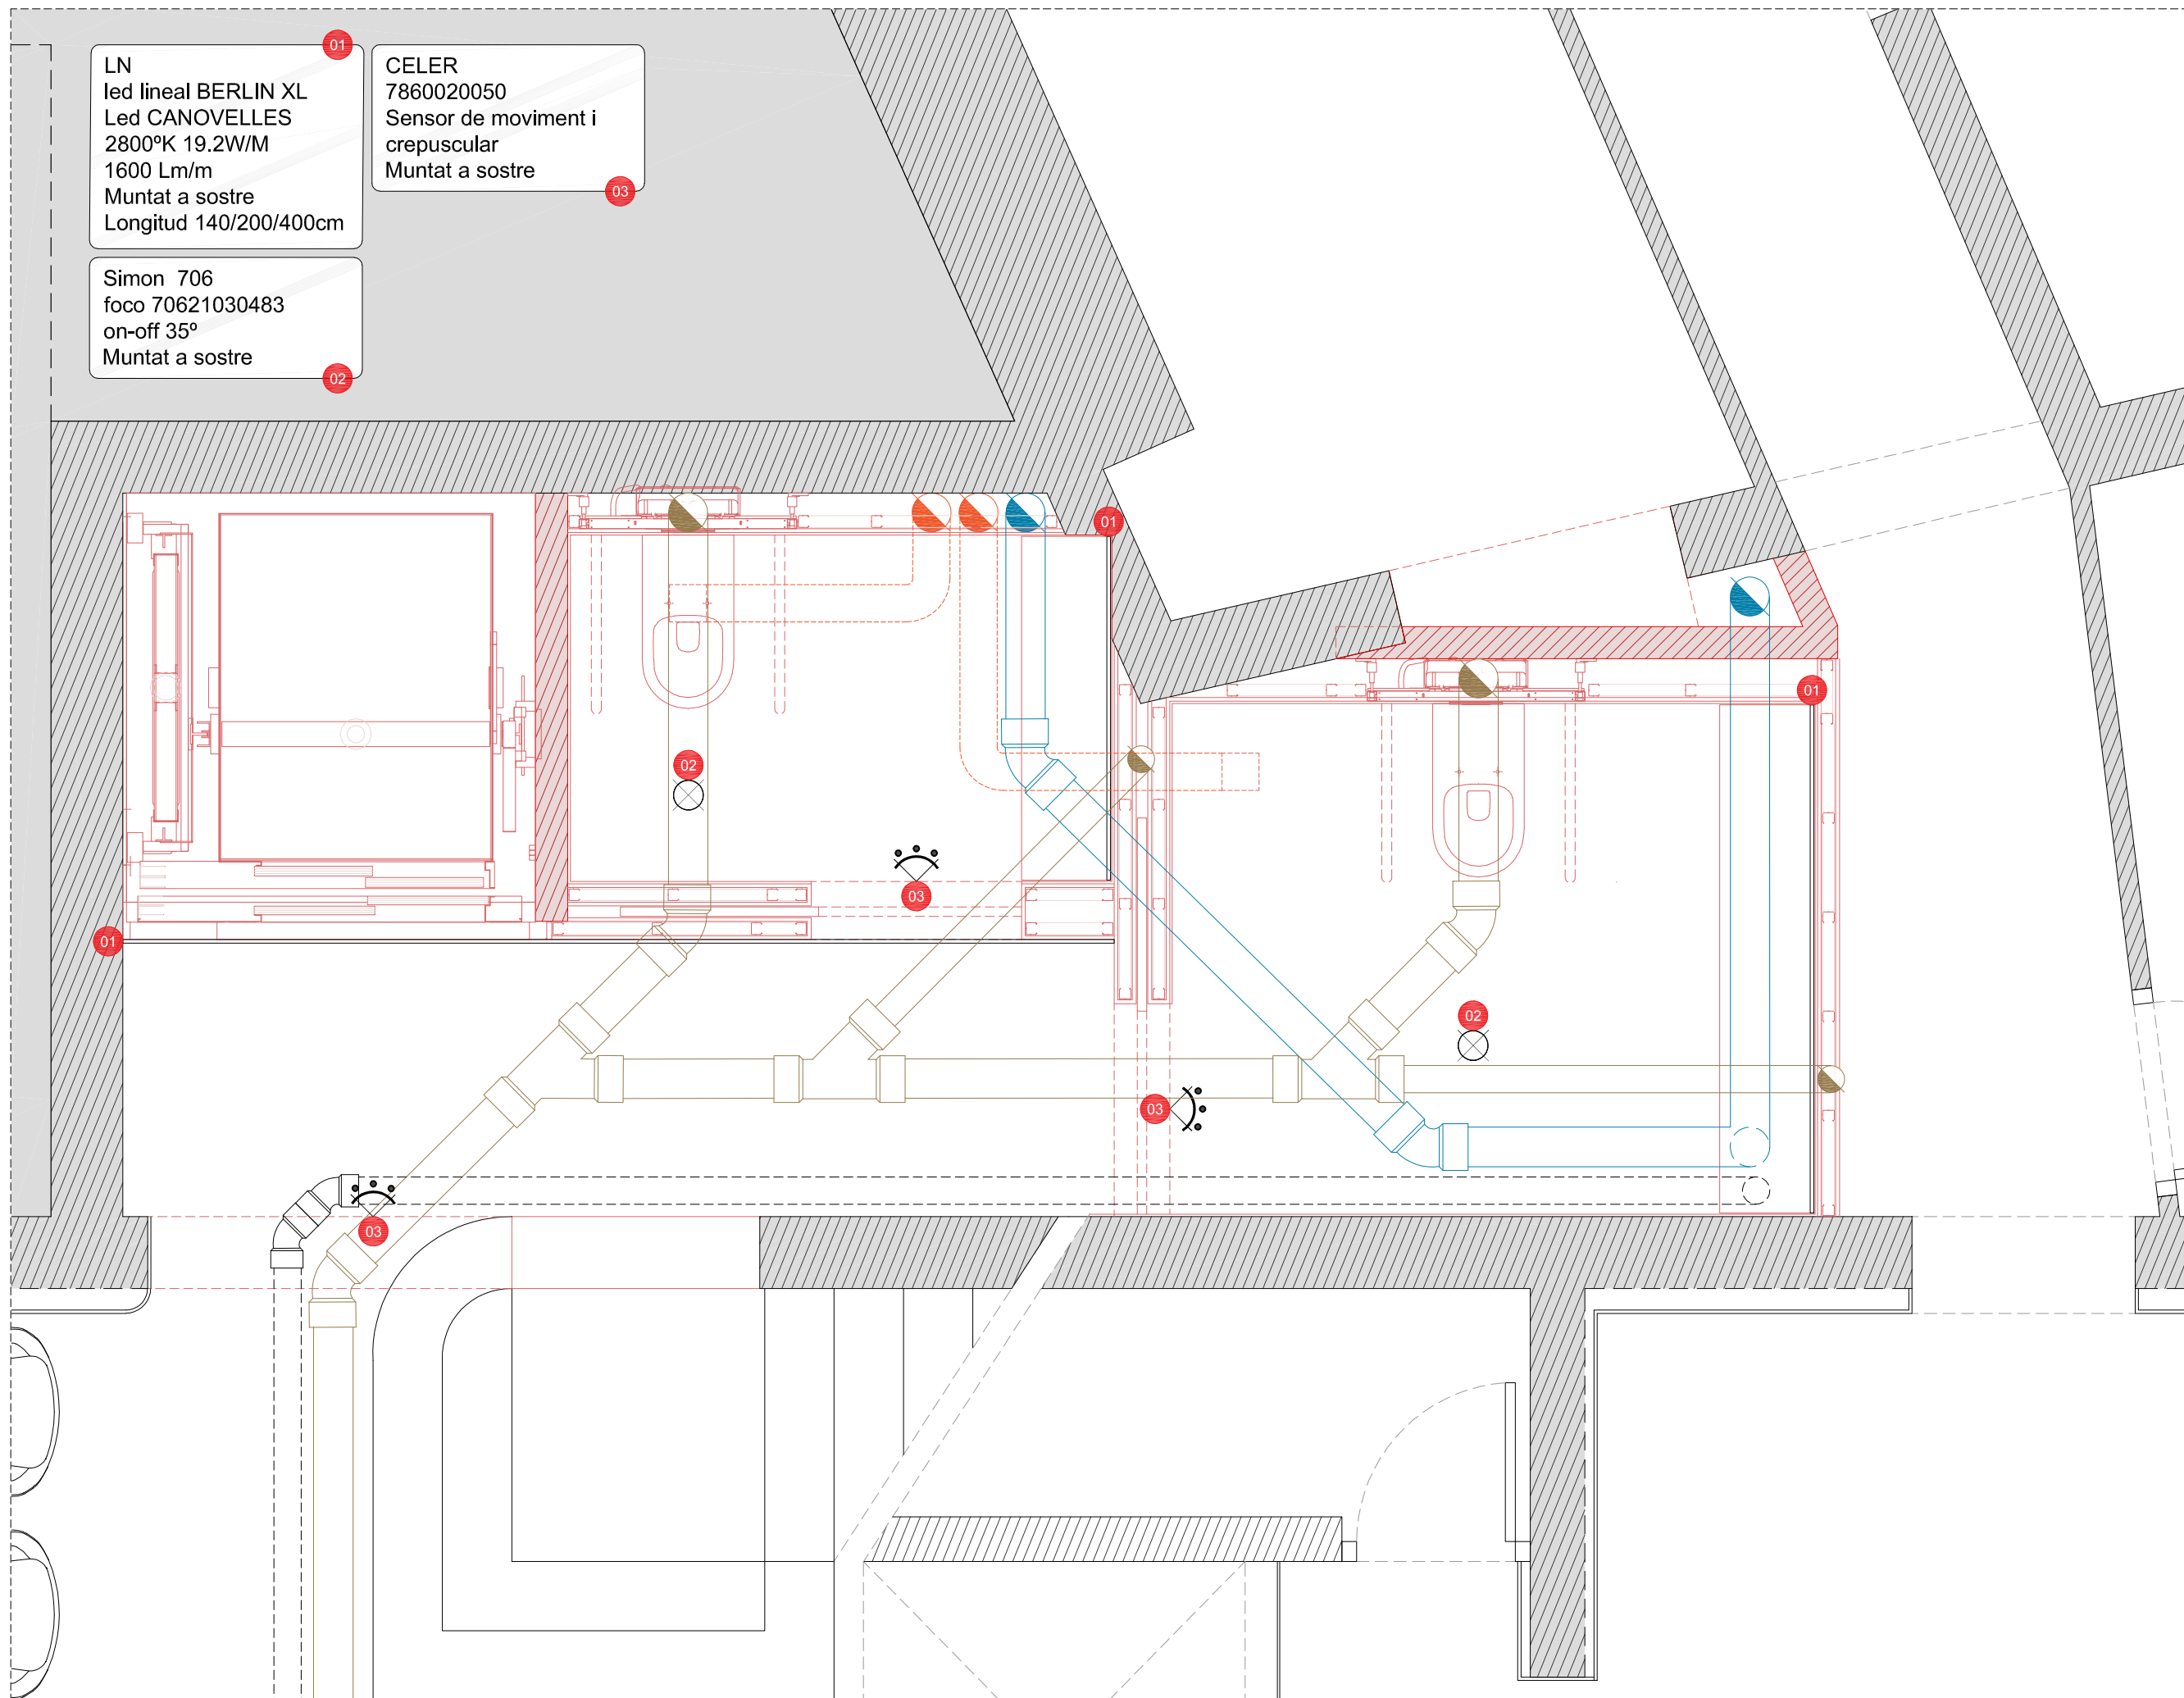 01
LN
led lineal BERLIN XL
Led CANOVELLES
2800ºK 19.2W/M
1600 Lm/m
Muntat a sostre
Longitud 140/200/400cm
CELER
7860020050
Sensor de moviment i
crepuscular
Muntat a sostre
03
Simon  706
foco 70621030483
on-off 35º
Muntat a sostre
02
01
01
02
03
01
02
03
03